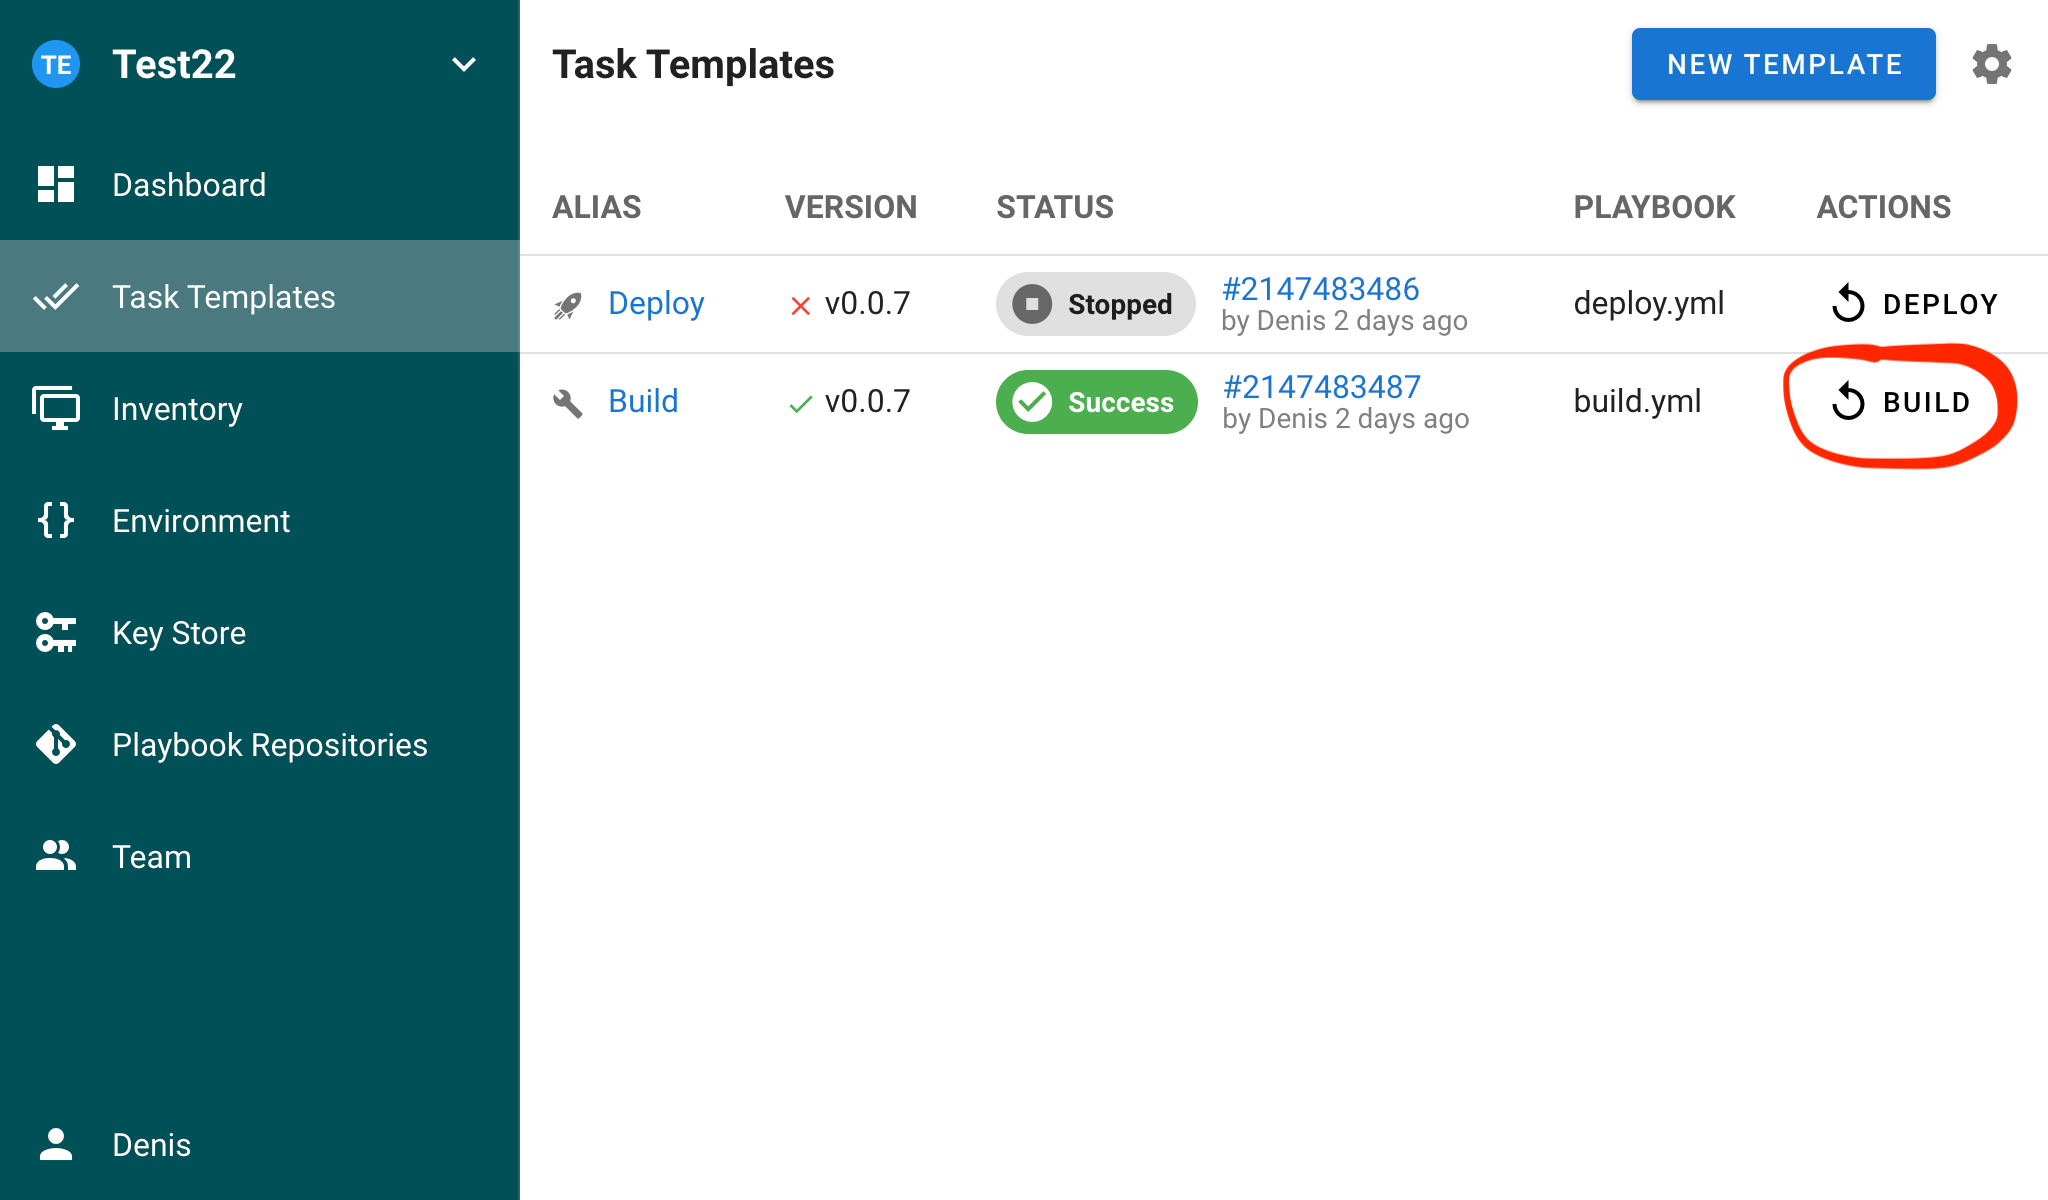 TE Test22
Dashboard
Task Templates
Inventory
Environment
Key Store
Playbook Repositories
Team
Denis
Task Templates
NEW TEMPLATE
ALIAS VERSION STATUS PLAYBOOK ACTIONS
Deploy v0.0.7 Stopped #2147483486 deploy.yml DEPLOY
by Denis 2 days ago
Build v0.0.7 Success #2147483487 build.yml BUILD
by Denis 2 days ago